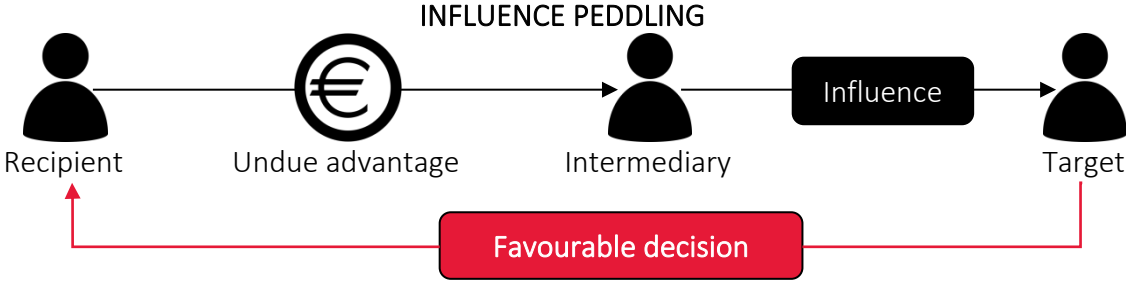 INFLUENCE PEDDLING
Influence
Recipient
Undue advantage
Intermediary
Target
Favourable decision